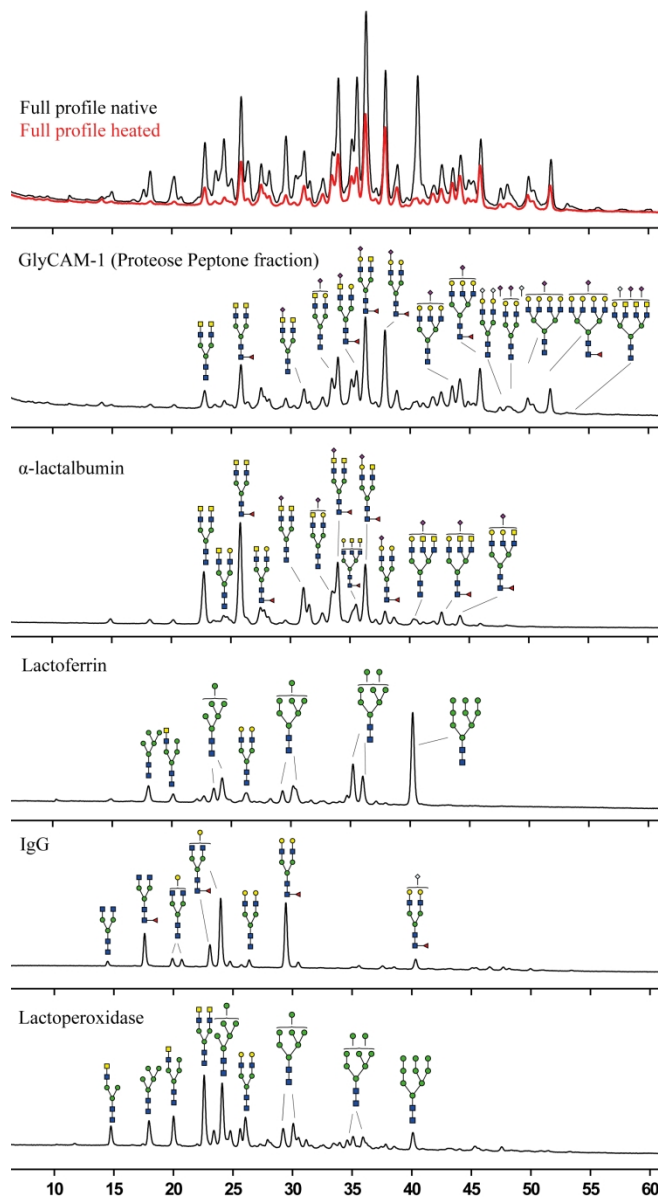 Full profile native
Full profile heated
GlyCAM-1 (Proteose Peptone fraction)
α-lactalbumin
Lactoferrin
IgG
Lactoperoxidase
10 15 20 25 30 35 40 45 50 55 60